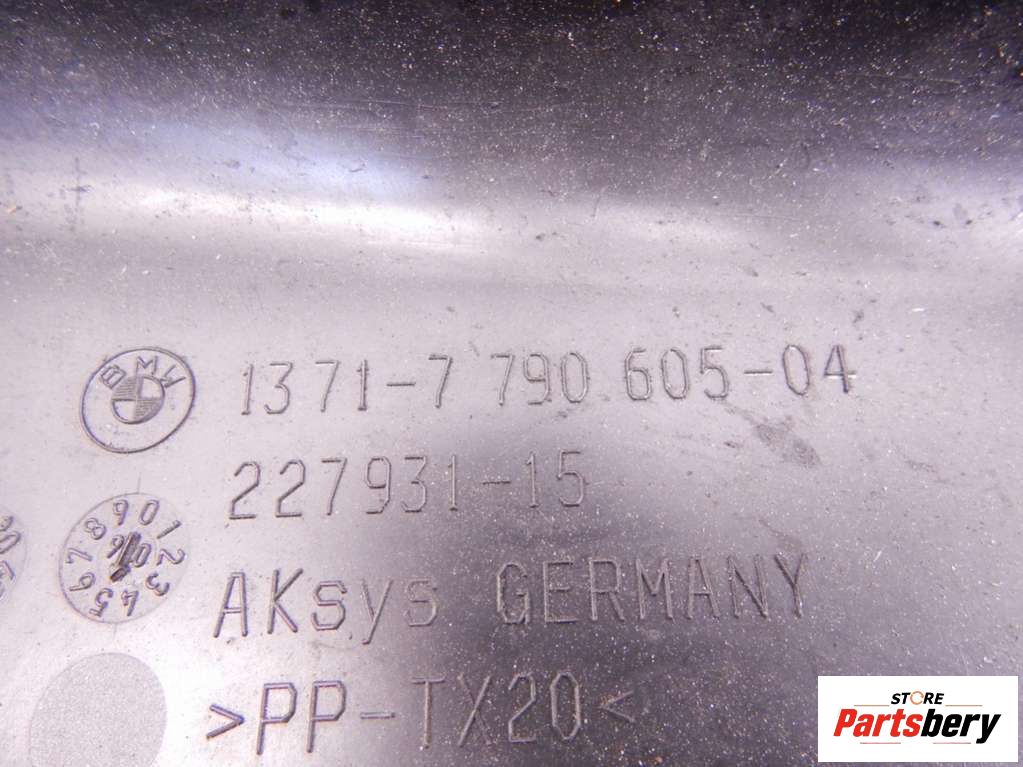 BMW
1371-7 790 605-04
227931-15
AKsys GERMANY
>PP-TX20<
STORE
Partsbery